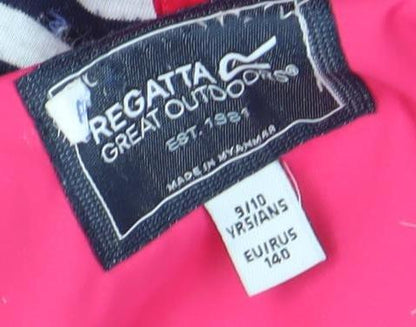 REGATTA
GREAT OUTDOORS®
EST. 1981
MADE IN MYANMAR
9/10
YRS/ANS
EU/RUS
140